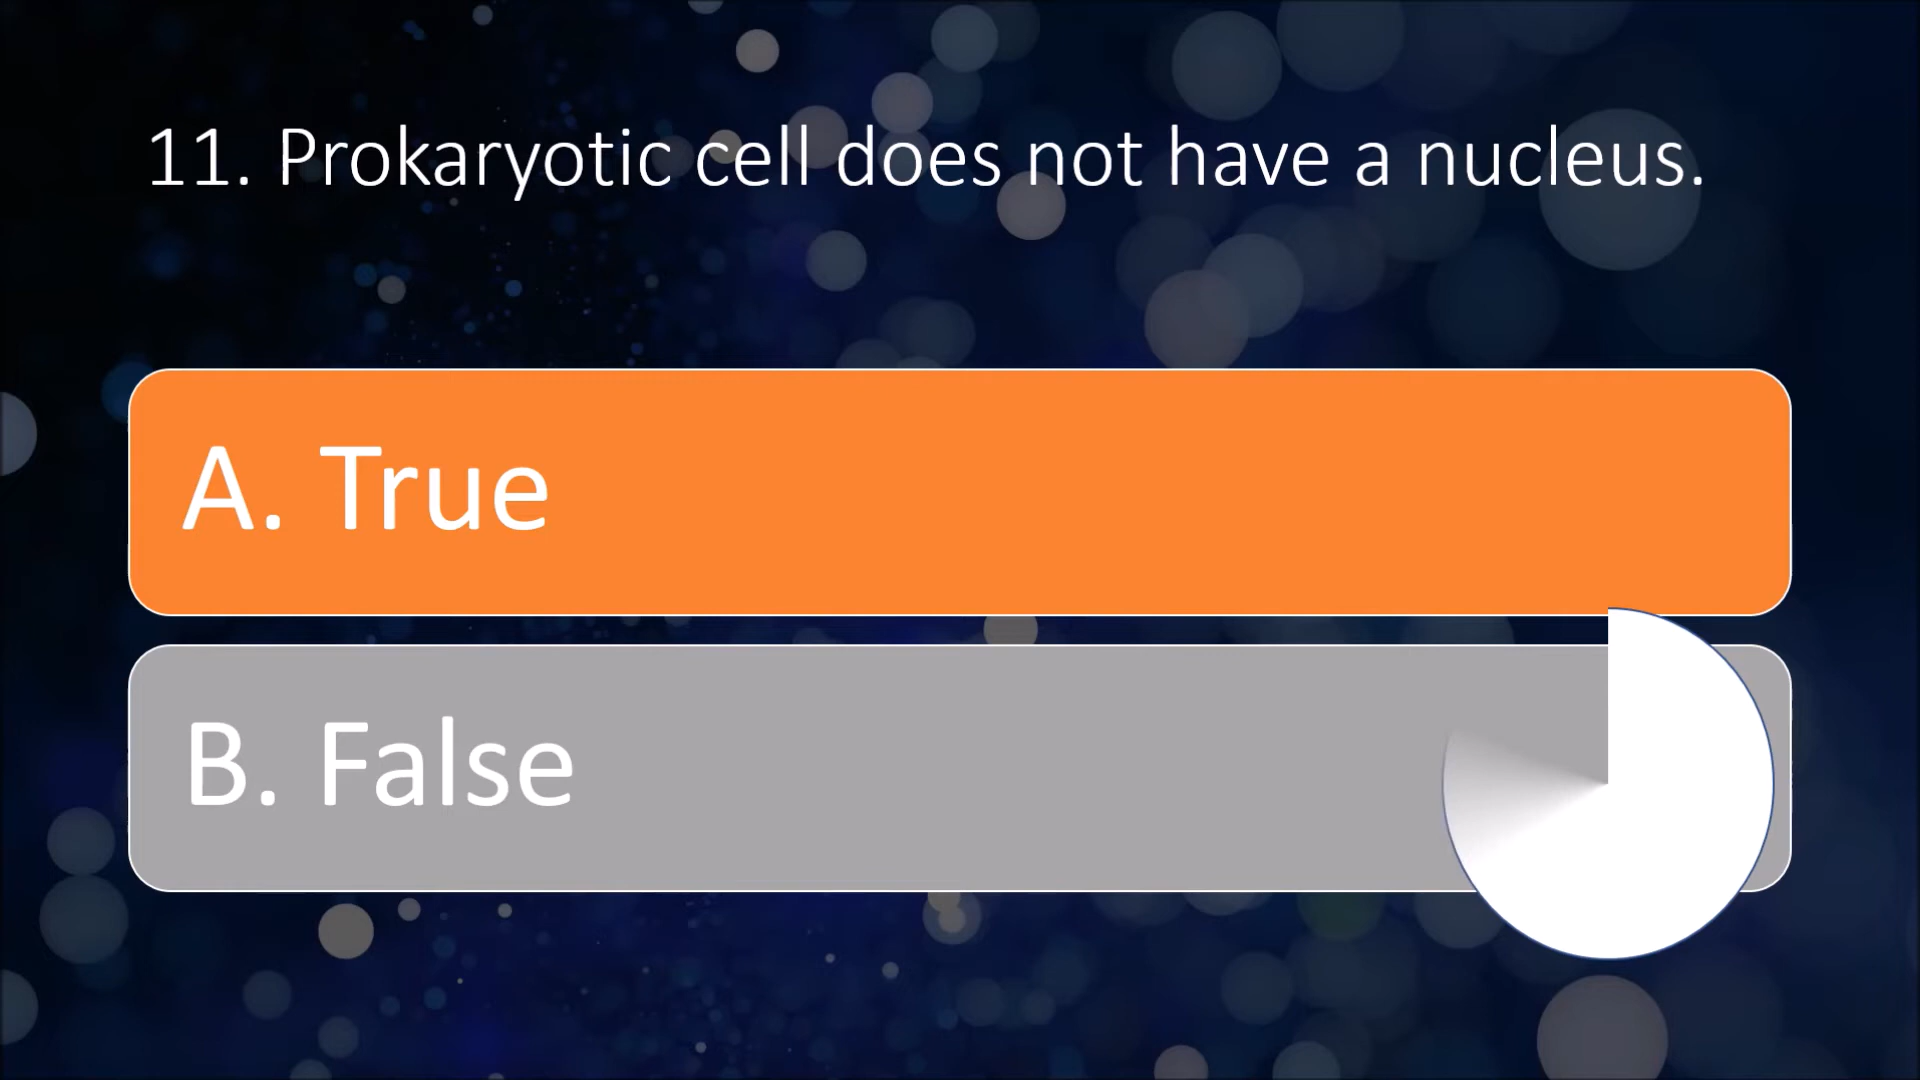 11. Prokaryotic cell does not have a nucleus.
A. True
B. False